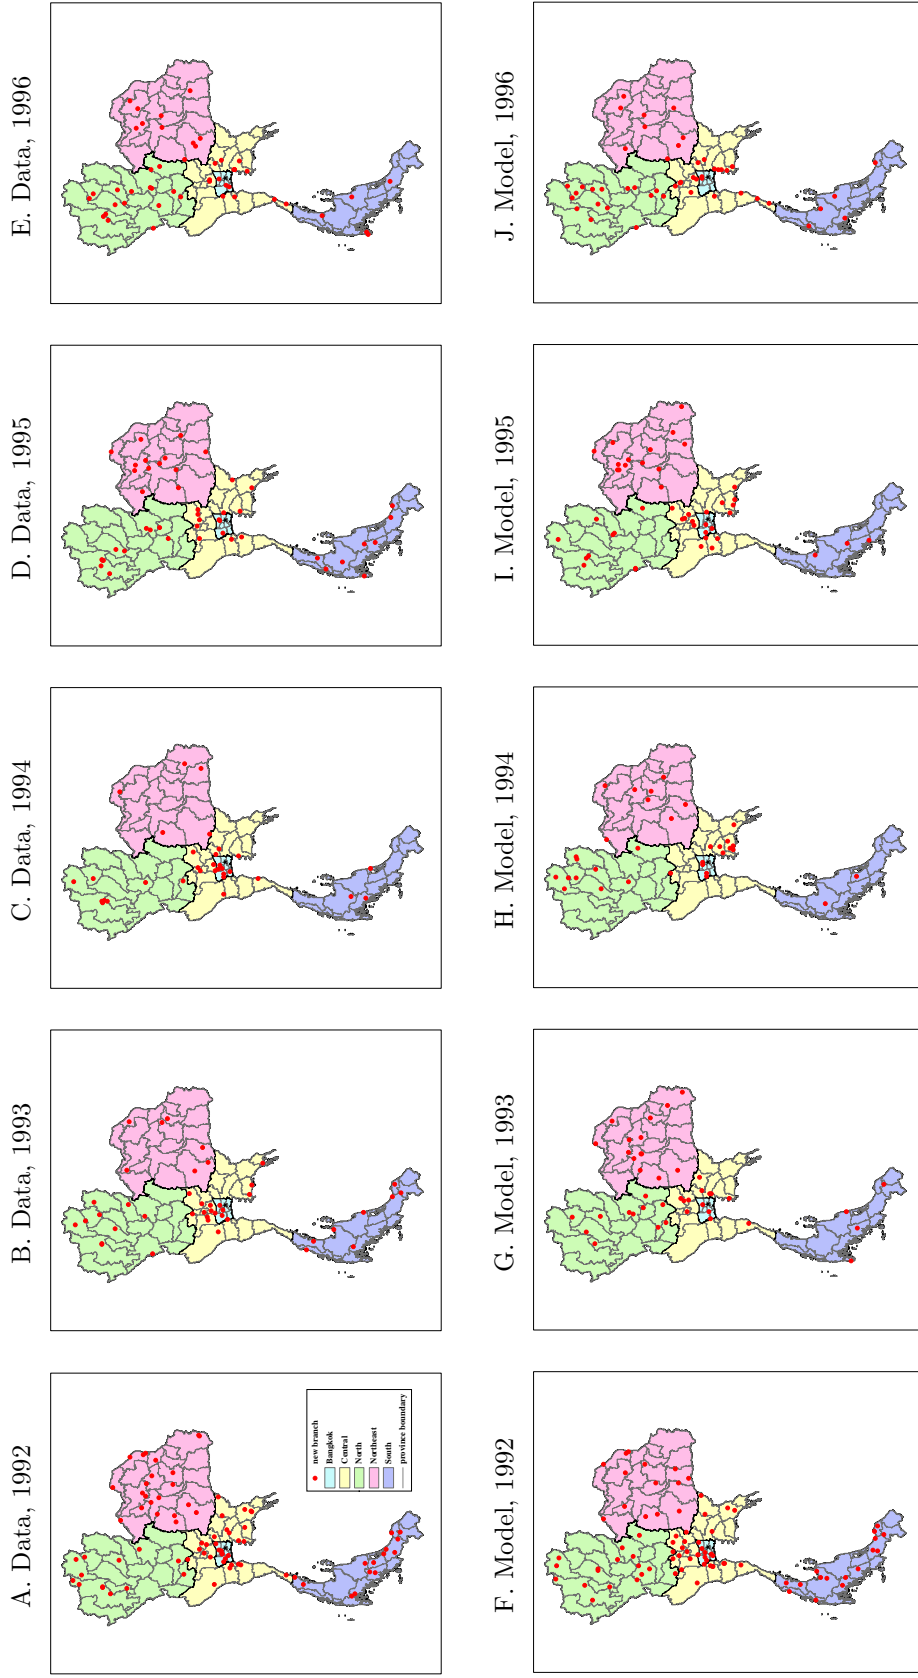 A. Data, 1992
B. Data, 1993
C. Data, 1994
D. Data, 1995
E. Data, 1996
new branch
Bangkok
Central
North
Northeast
South
province boundary
F. Model, 1992
G. Model, 1993
H. Model, 1994
I. Model, 1995
J. Model, 1996